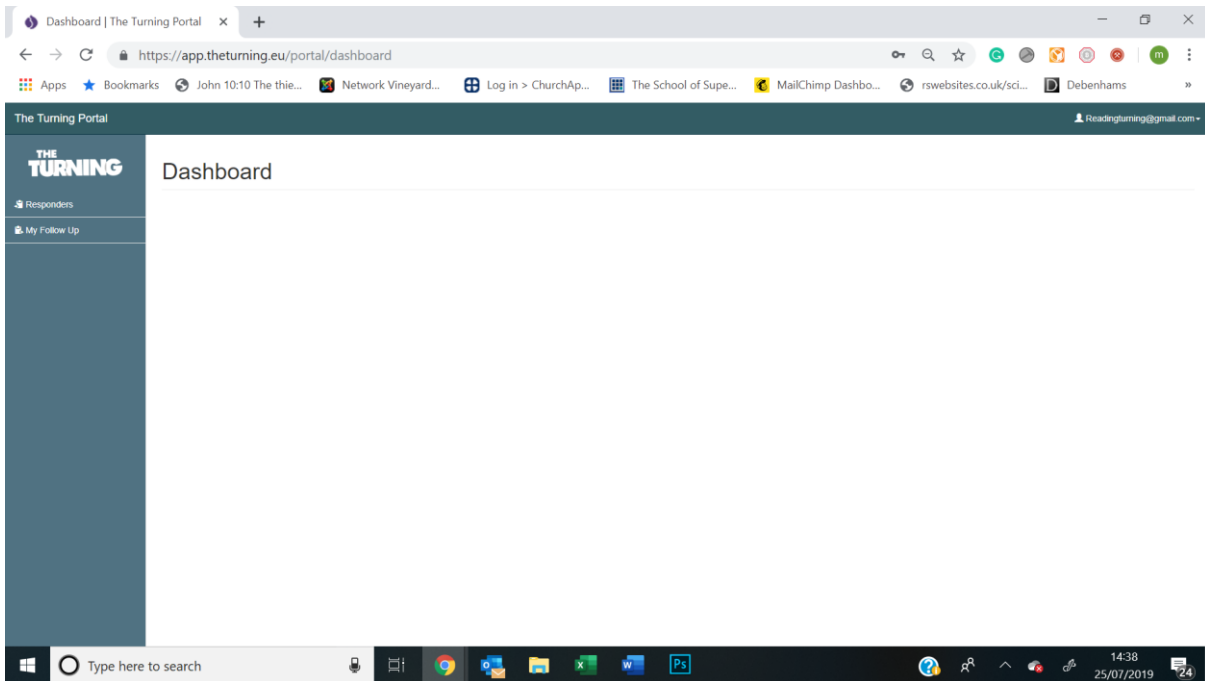 Dashboard | The Turning Portal
https://app.theturning.eu/portal/dashboard
m
Apps Bookmarks John 10:10 The thie... Network Vineyard... Log in > ChurchAp... The School of Supe... MailChimp Dashbo... rswebsites.co.uk/sci... Debenhams »
The Turning Portal Readingturning@gmail.com
THE
TURNING
Dashboard
Responders
My Follow Up
Type here to search
Ps
14:38
25/07/2019
24